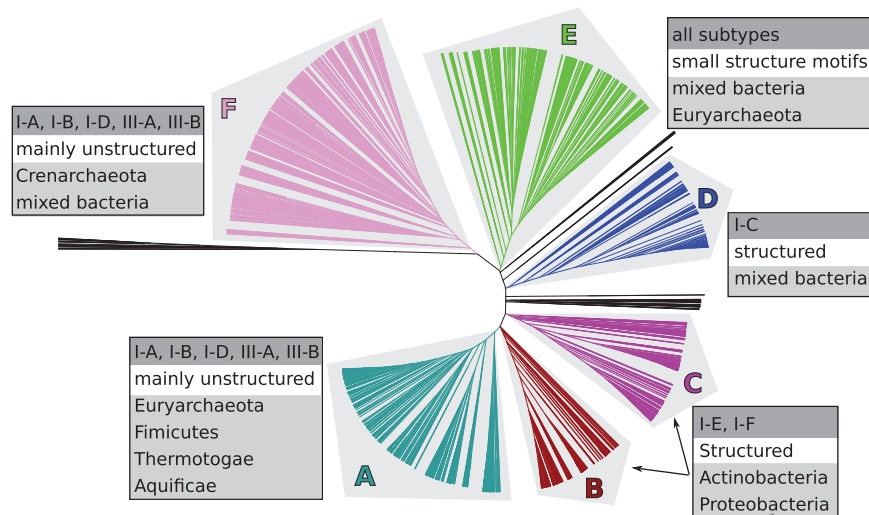 E
all subtypes
small structure motifs
mixed bacteria
Euryarchaeota
F
I-A, I-B, I-D, III-A, III-B
mainly unstructured
Crenarchaeota
mixed bacteria
D
I-C
structured
mixed bacteria
I-A, I-B, I-D, III-A, III-B
mainly unstructured
Euryarchaeota
Fimicutes
Thermotogae
Aquificae
A
B
C
I-E, I-F
Structured
Actinobacteria
Proteobacteria